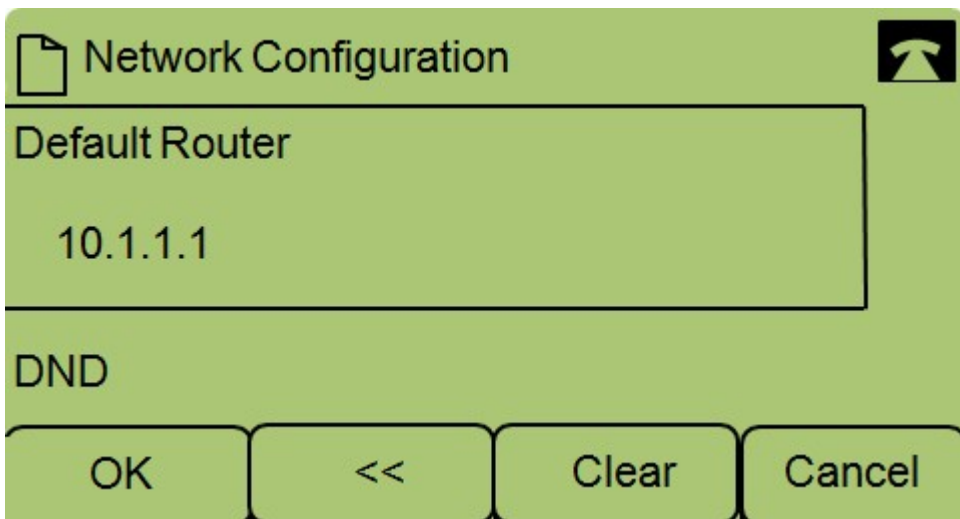 Network Configuration
Default Router
10.1.1.1
DND
OK << Clear Cancel